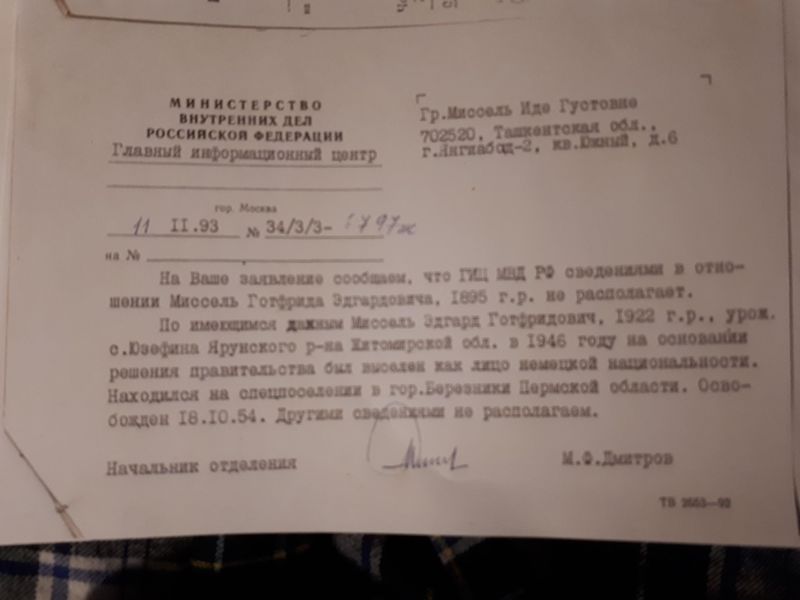 МИНИСТЕРСТВО
ВНУТРЕННИХ ДЕЛ
РОССИЙСКОЙ ФЕДЕРАЦИИ
Главный информационный центр
гор. Москва
11 II.93 № 34/3/3-
на №
Гр.Миссель Иде Густовне
702520, Ташкентская обл.,
г.Янгиабад-2, кв.Южный, д.6
На Ваше заявление сообщаем, что ГИЦ МВД РФ сведениями в отно-
шении Миссель Готфрида Эдгардовича, 1895 г.р. не располагает.
По имеющимся данным Миссель Эдгард Готфридович, 1922 г.р., урож.
с.Юзефина Ярунского р-на Житомирской обл. в 1946 году на основании
решения правительства был выселен как лицо немецкой национальности.
Находился на спецпоселении в гор.Березники Пермской области. Осво-
божден 18.10.54. Другими сведениями не располагаем.
Начальник отделения М.Ф.Дмитров
ТВ 2553—92